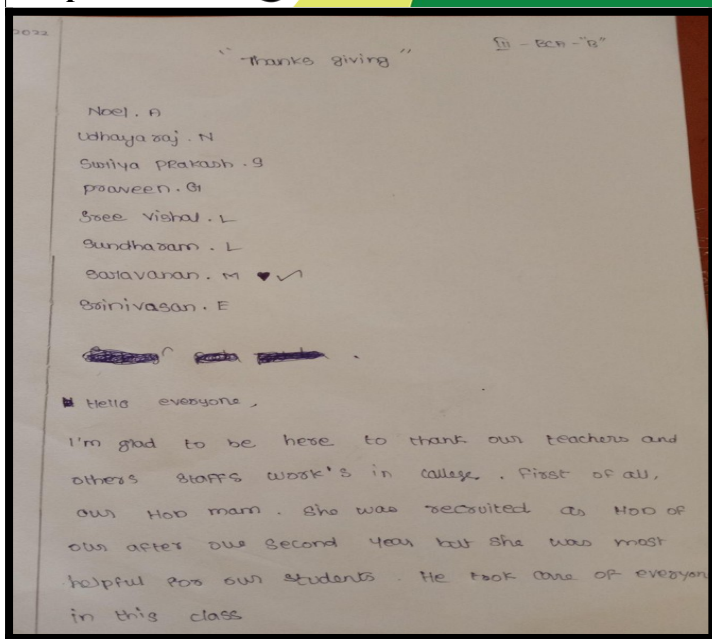 2022
"Thanks giving"
III - BCA - "B"
Noel. A
Udhayaraj. N
Suriya Prakash. g
Praveen. G
Sree vishal. L
Sundharam. L
Saravanan. M ♥ ✓
Srinivasan. E
Hello everyone,
I'm glad to be here to thank our teachers and
others staffs work's in college. First of all,
our HOD mam. She was recruited as HOD of
our after our second year but she was most
helpful for our students. He took care of everyon
in this class